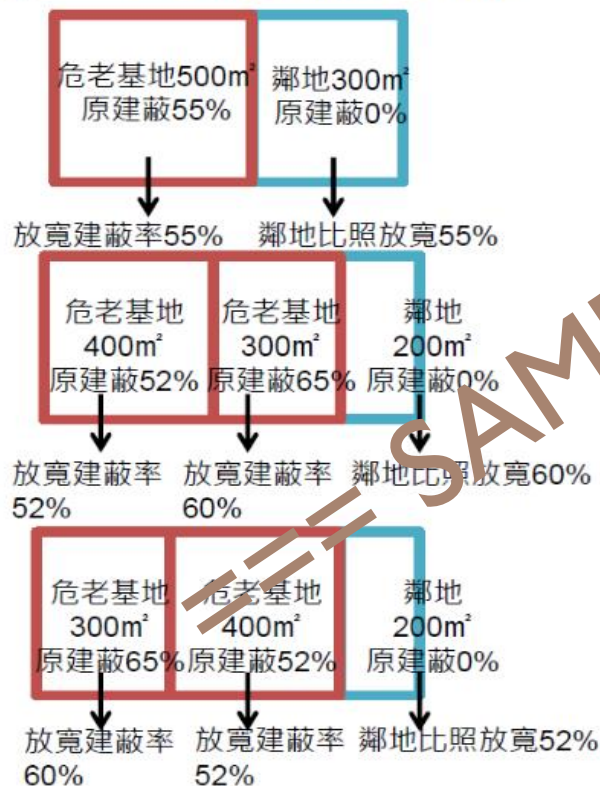 危老基地500m²
原建蔽55%
鄰地300m²
原建蔽0%
放寬建蔽率55%
鄰地比照放寬55%
危老基地
400m²
原建蔽52%
危老基地
300m²
原建蔽65%
鄰地
200m²
原建蔽0%
放寬建蔽率
52%
放寬建蔽率
60%
鄰地比照放寬60%
危老基地
300m²
原建蔽65%
危老基地
400m²
原建蔽52%
鄰地
200m²
原建蔽0%
放寬建蔽率
60%
放寬建蔽率
52%
鄰地比照放寬52%
=== SAM